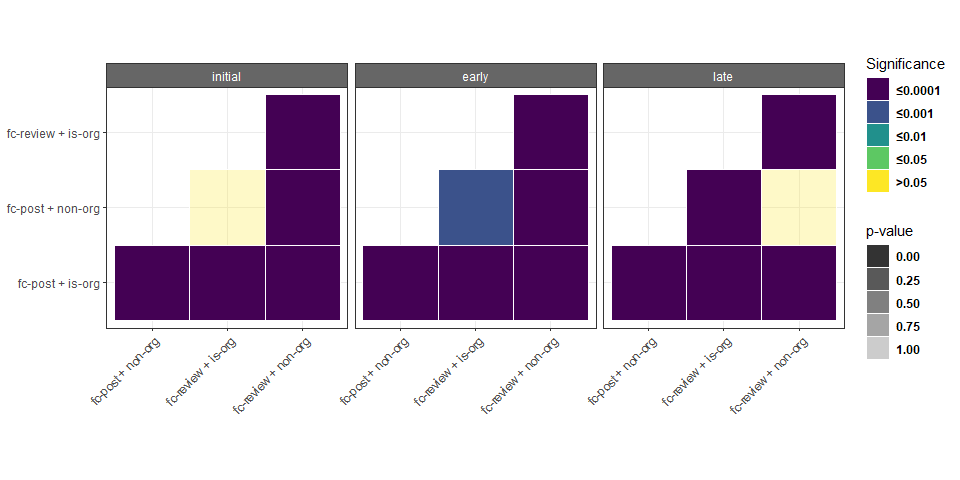 initial
early
late
fc-review + is-org
fc-post + non-org
fc-post + is-org
fc-post + non-org
fc-review + is-org
fc-review + non-org
fc-post + non-org
fc-review + is-org
fc-review + non-org
fc-post + non-org
fc-review + is-org
fc-review + non-org
Significance
≤0.0001
≤0.001
≤0.01
≤0.05
>0.05
p-value
0.00
0.25
0.50
0.75
1.00